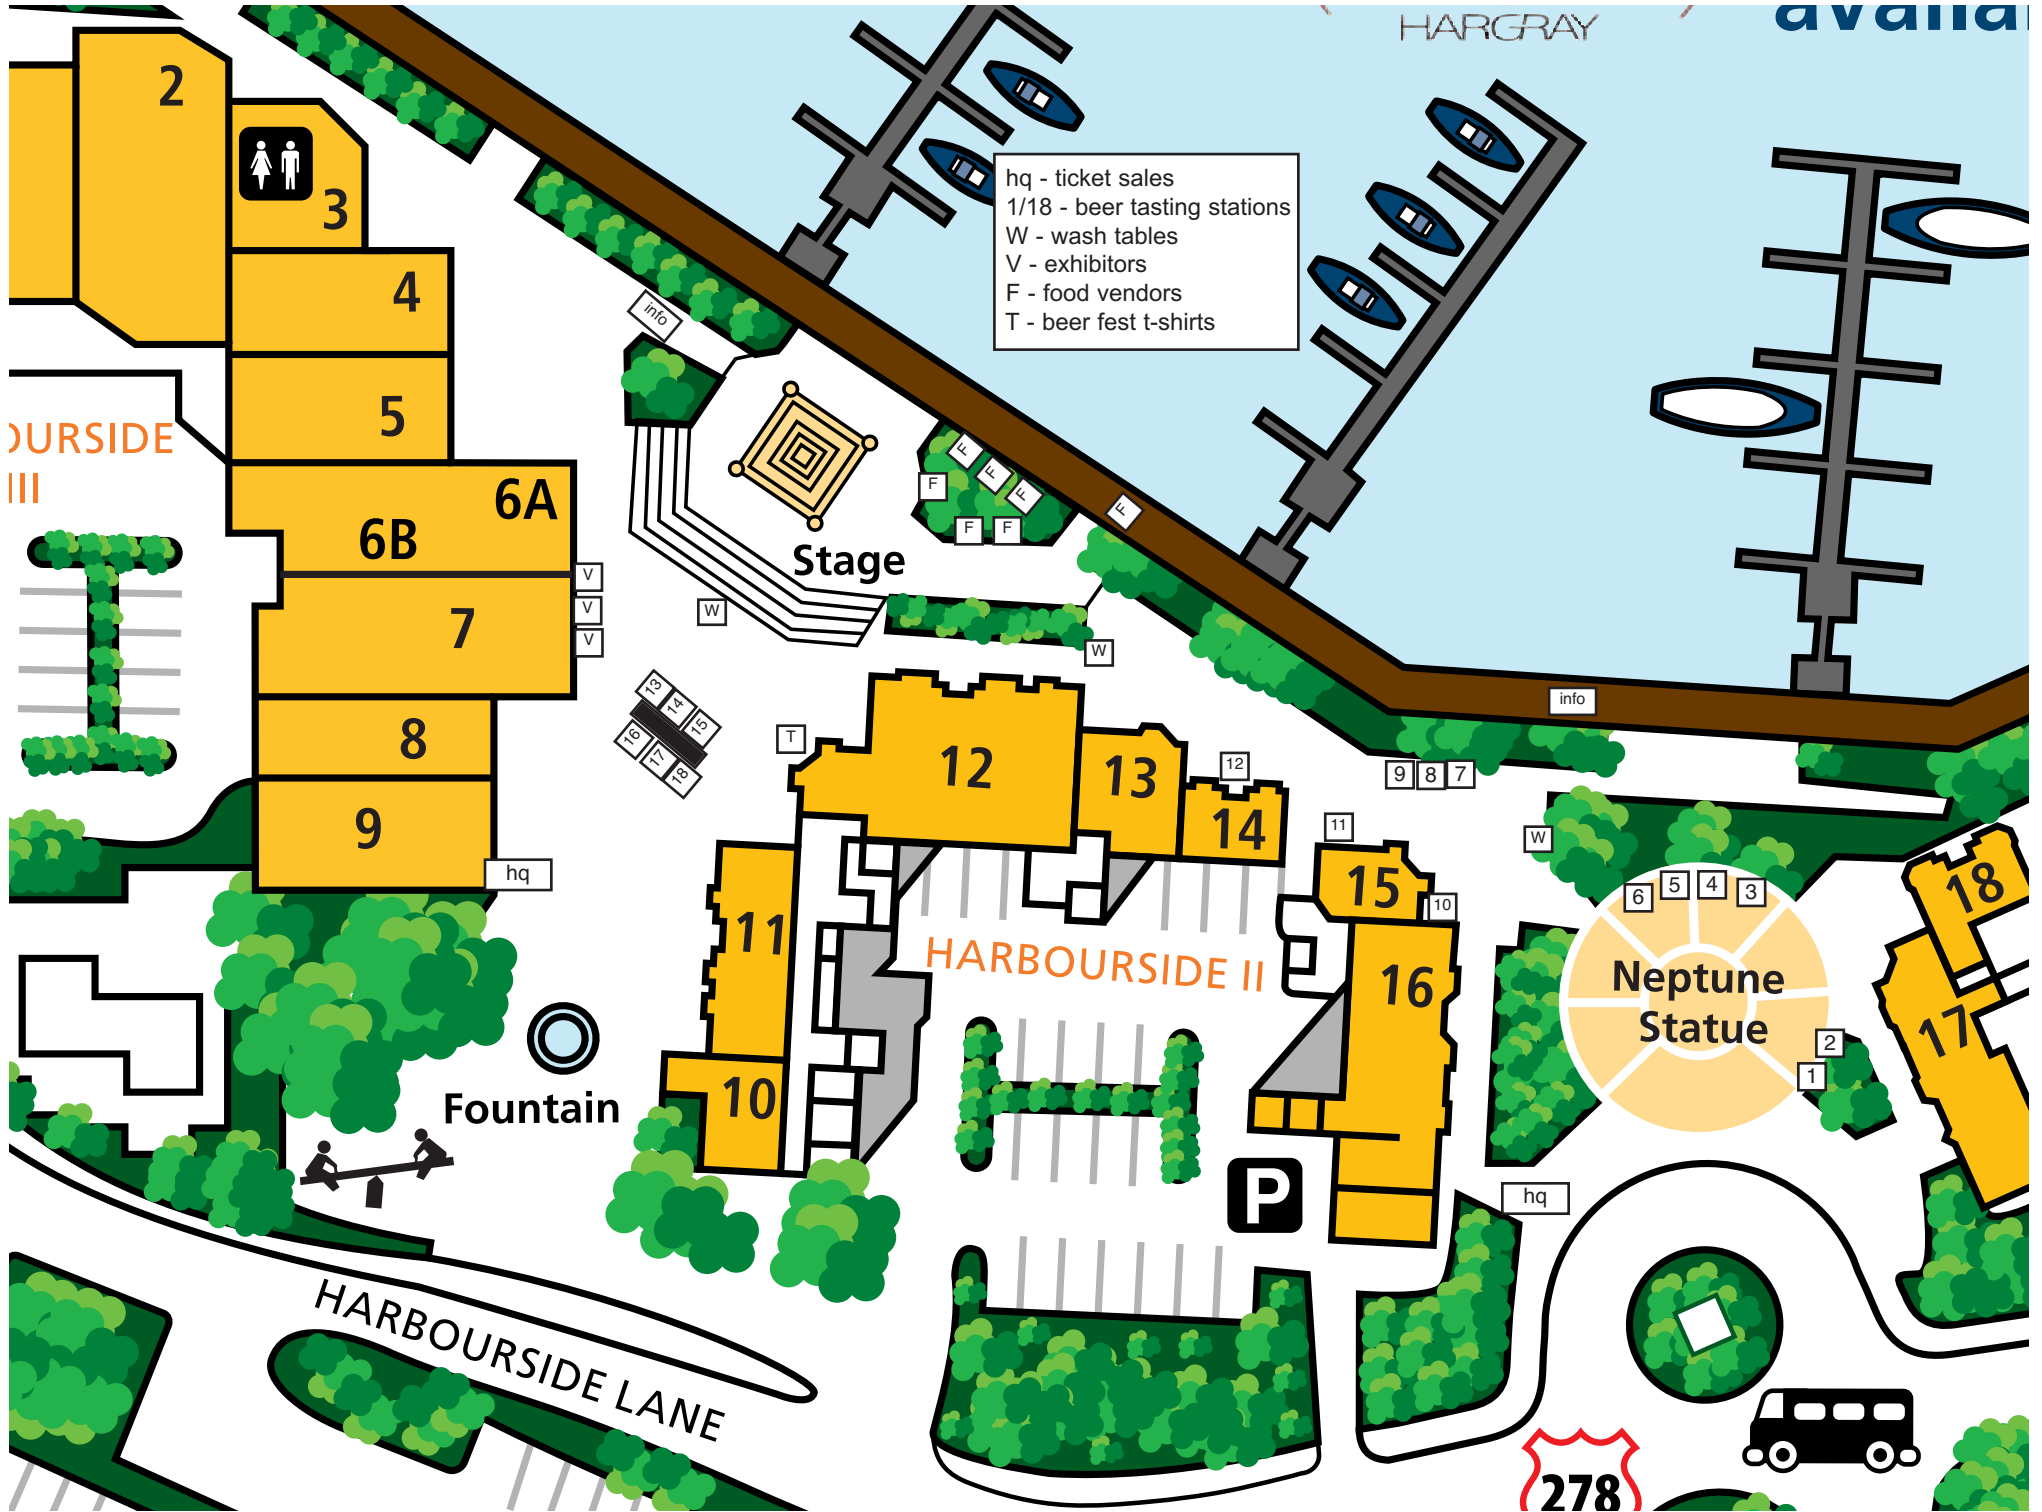 HARGRAY
2
3
hq - ticket sales
1/18 - beer tasting stations
W - wash tables
V - exhibitors
F - food vendors
T - beer fest t-shirts
4
info
5
OURSIDE
III
6A
6B
F
F
F
F
F
F
F
Stage
V
V
V
W
W
7
8
9
13
14
15
16
17
18
T
12
13
12
14
info
9
8
7
11
W
15
10
hq
6
5
4
3
18
11
HARBOURSIDE II
16
Neptune
Statue
17
2
1
Fountain
10
P
hq
HARBOURSIDE LANE
278